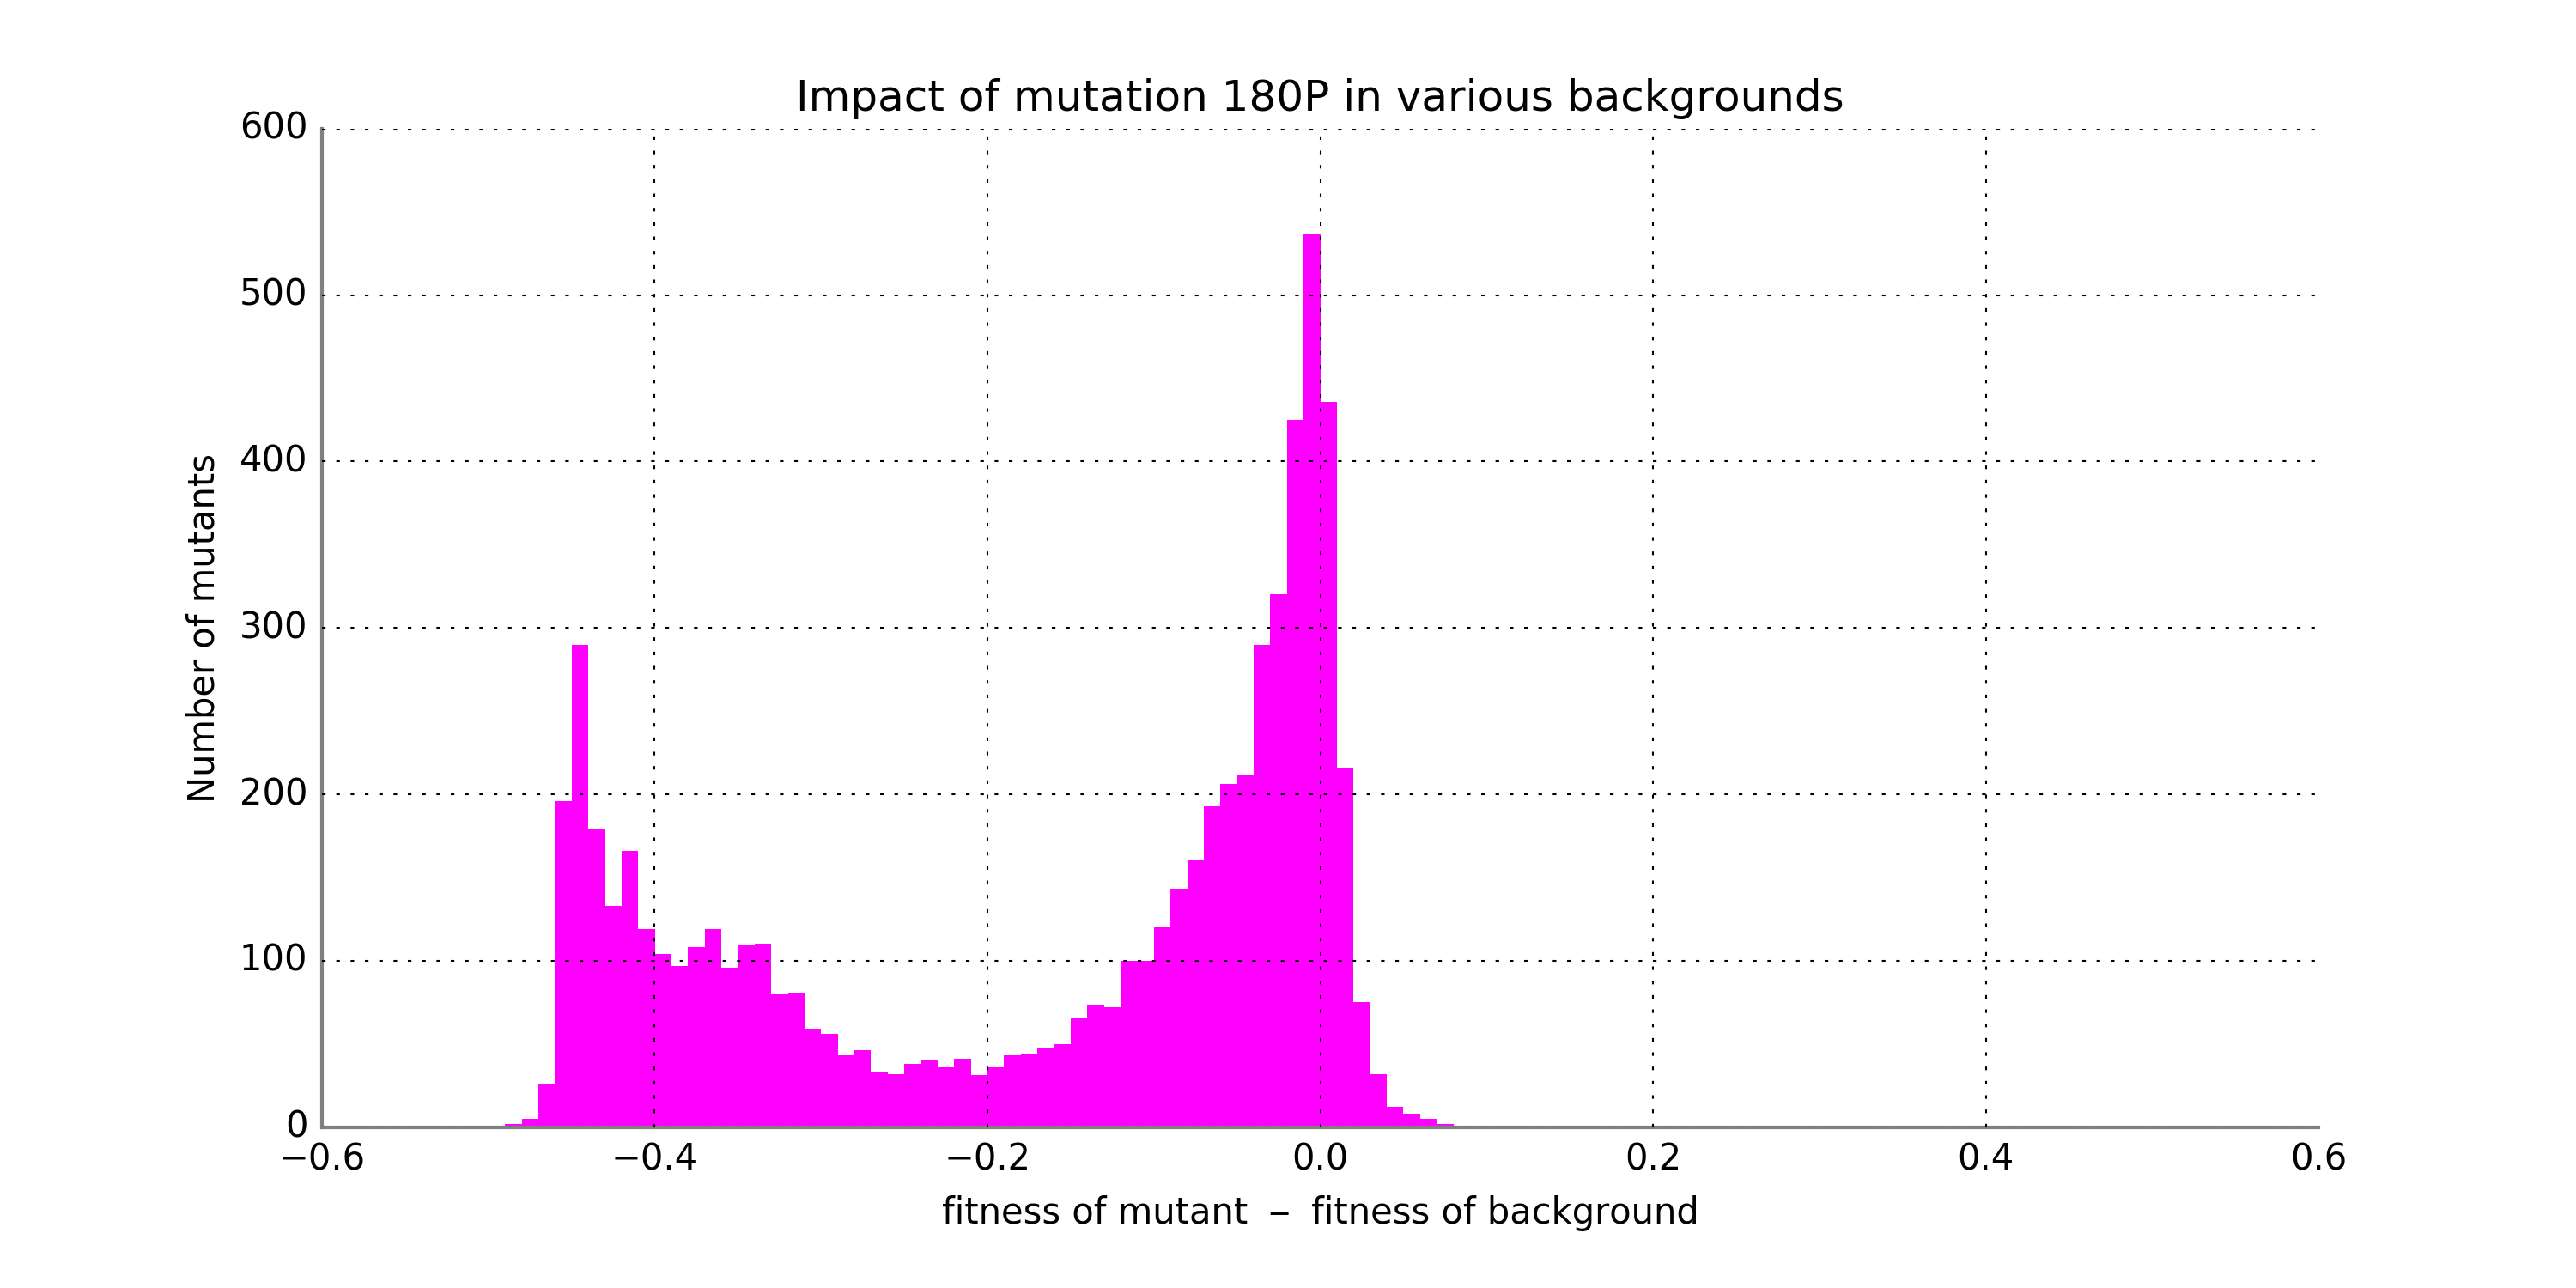 Impact of mutation 180P in various backgrounds
600
500
400
300
200
100
0
Number of mutants
−0.6 −0.4 −0.2 0.0 0.2 0.4 0.6
fitness of mutant − fitness of background